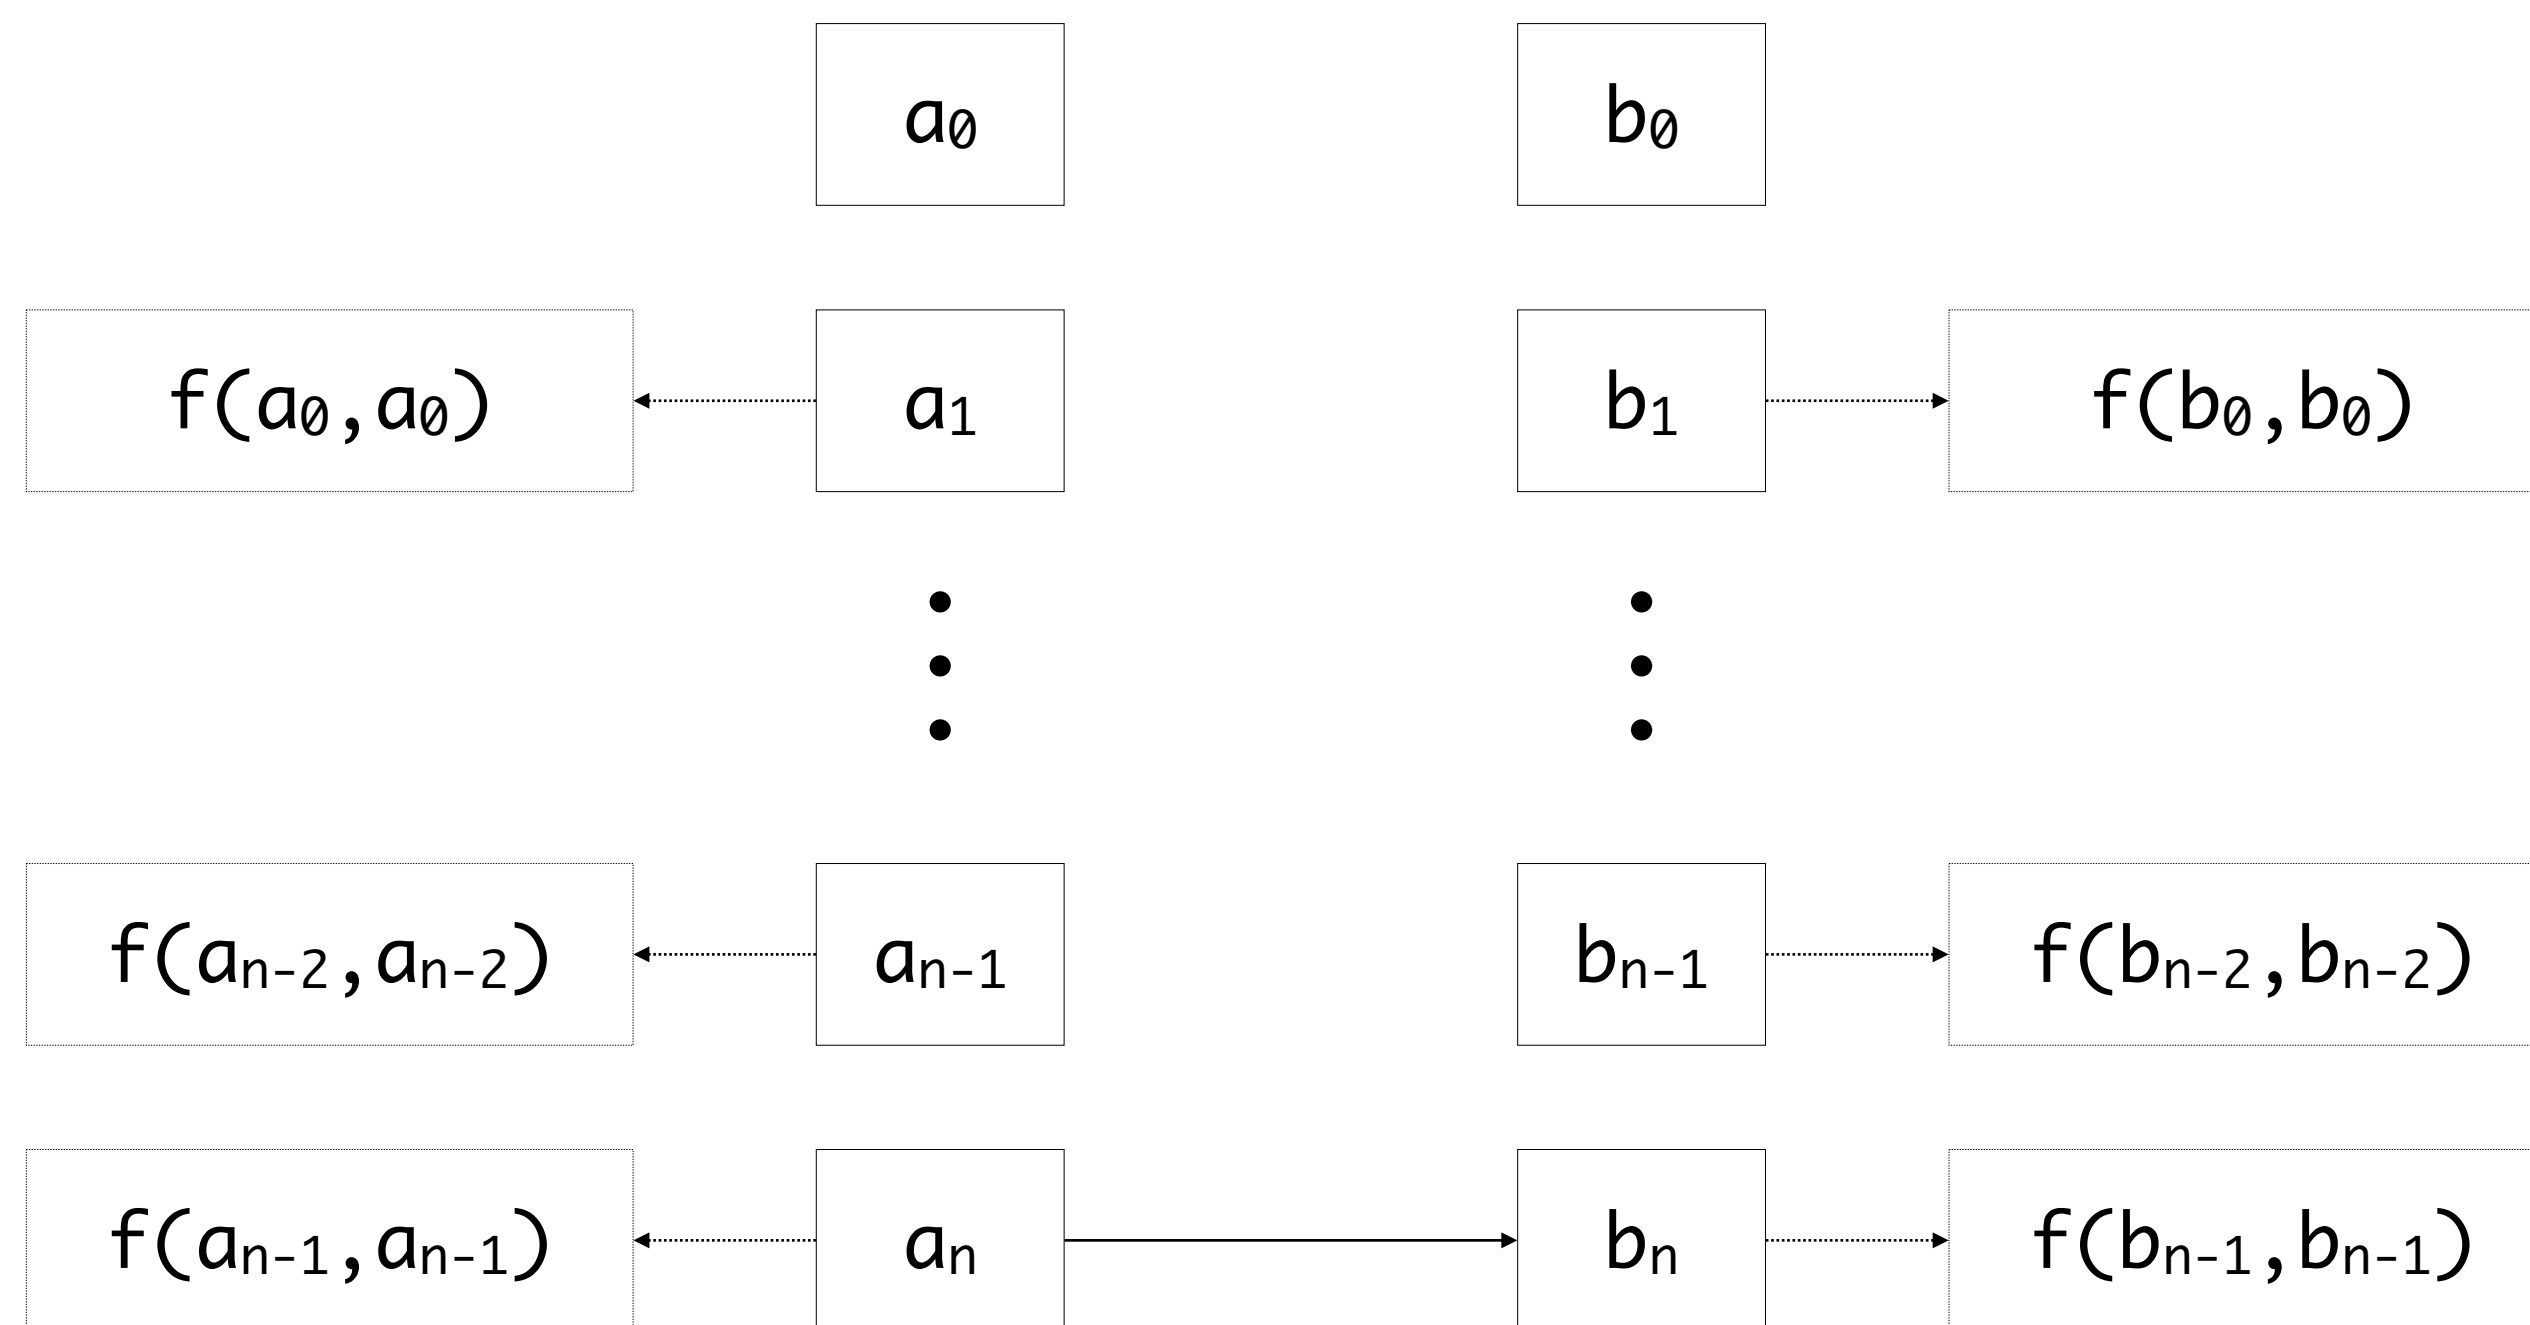 a₀ b₀
f(a₀,a₀) a₁ b₁ f(b₀,b₀)
f(aₙ₋₂,aₙ₋₂) aₙ₋₁ bₙ₋₁ f(bₙ₋₂,bₙ₋₂)
f(aₙ₋₁,aₙ₋₁) aₙ bₙ f(bₙ₋₁,bₙ₋₁)